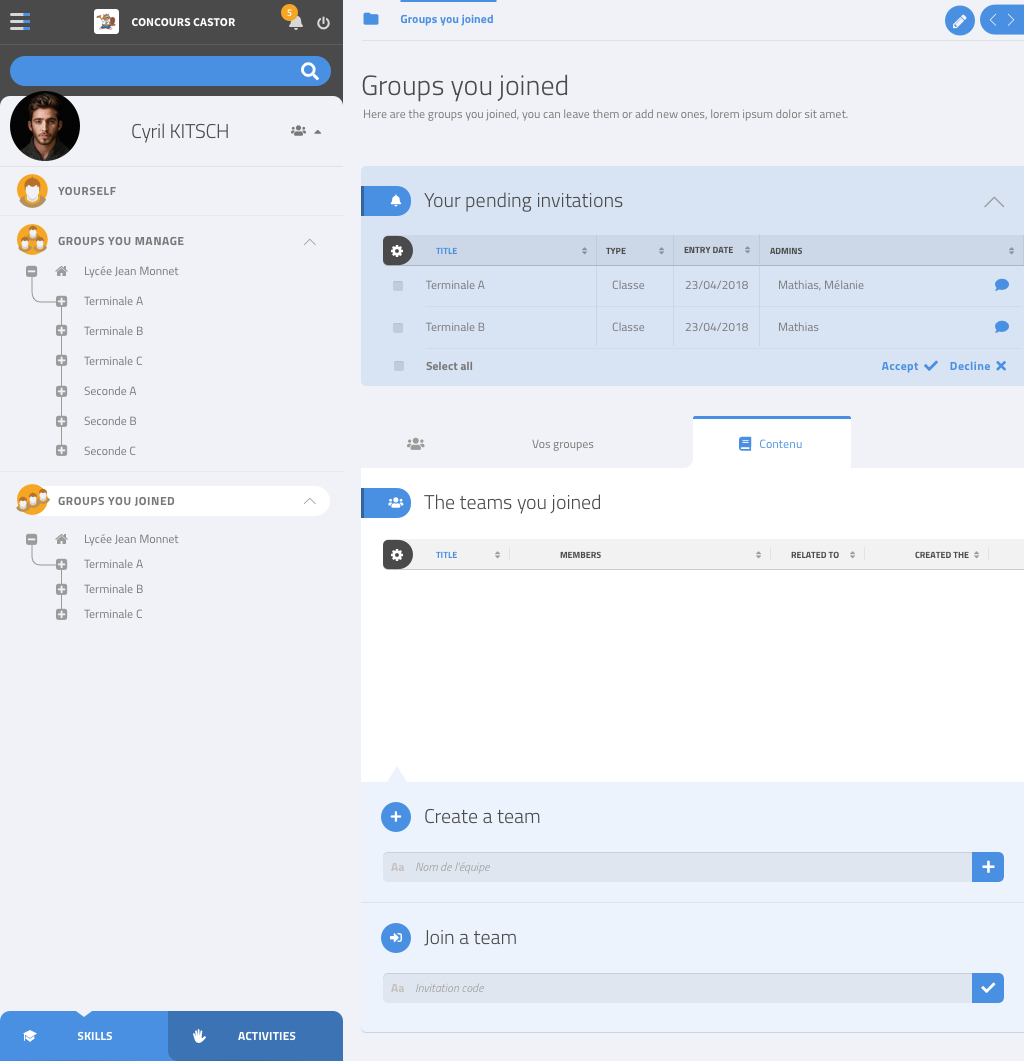 CONCOURS CASTOR
5
Cyril KITSCH
YOURSELF
GROUPS YOU MANAGE
Lycée Jean Monnet
Terminale A
Terminale B
Terminale C
Seconde A
Seconde B
Seconde C
GROUPS YOU JOINED
Lycée Jean Monnet
Terminale A
Terminale B
Terminale C
SKILLS
ACTIVITIES
Groups you joined
Groups you joined
Here are the groups you joined, you can leave them or add new ones, lorem ipsum dolor sit amet.
Your pending invitations
TITLE TYPE ENTRY DATE ADMINS
Terminale A Classe 23/04/2018 Mathias, Mélanie
Terminale B Classe 23/04/2018 Mathias
Select all Accept Decline
Vos groupes Contenu
The teams you joined
TITLE MEMBERS RELATED TO CREATED THE
Create a team
Aa Nom de l'équipe
Join a team
Aa Invitation code